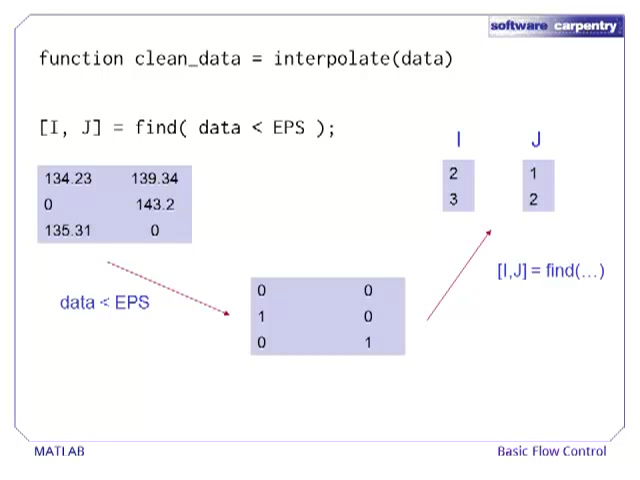 software carpentry
function clean_data = interpolate(data)
[I, J] = find( data < EPS );
I J
134.23 139.34
0 143.2
135.31 0
2 1
3 2
[I,J] = find(…)
data < EPS
0 0
1 0
0 1
MATLAB
Basic Flow Control